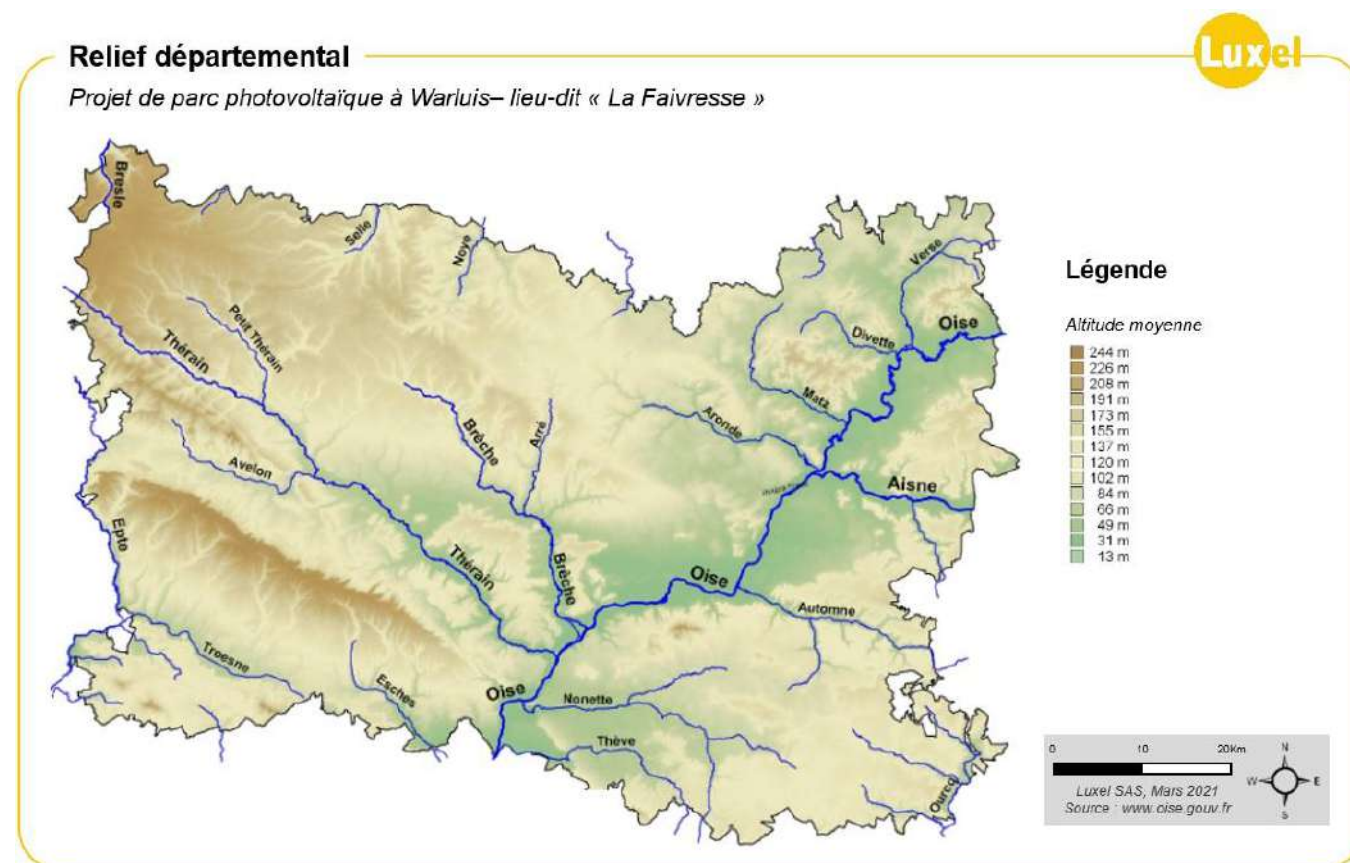 Relief départemental
Luxel
Projet de parc photovoltaïque à Warluis– lieu-dit « La Faivresse »
Bresle
Selle
Noye
Verse
Petit Thérain
Thérain
Divette
Oise
Matz
Brèche
Arré
Aronde
Avelon
Aisne
Epte
Thérain
Brèche
Oise
Automne
Troesne
Esches
Oise
Nonette
Thève
Ourcq
Légende
Altitude moyenne
244 m
226 m
208 m
191 m
173 m
155 m
137 m
120 m
102 m
84 m
66 m
49 m
31 m
13 m
0 10 20Km
N
W E
S
Luxel SAS, Mars 2021
Source : www.oise.gouv.fr